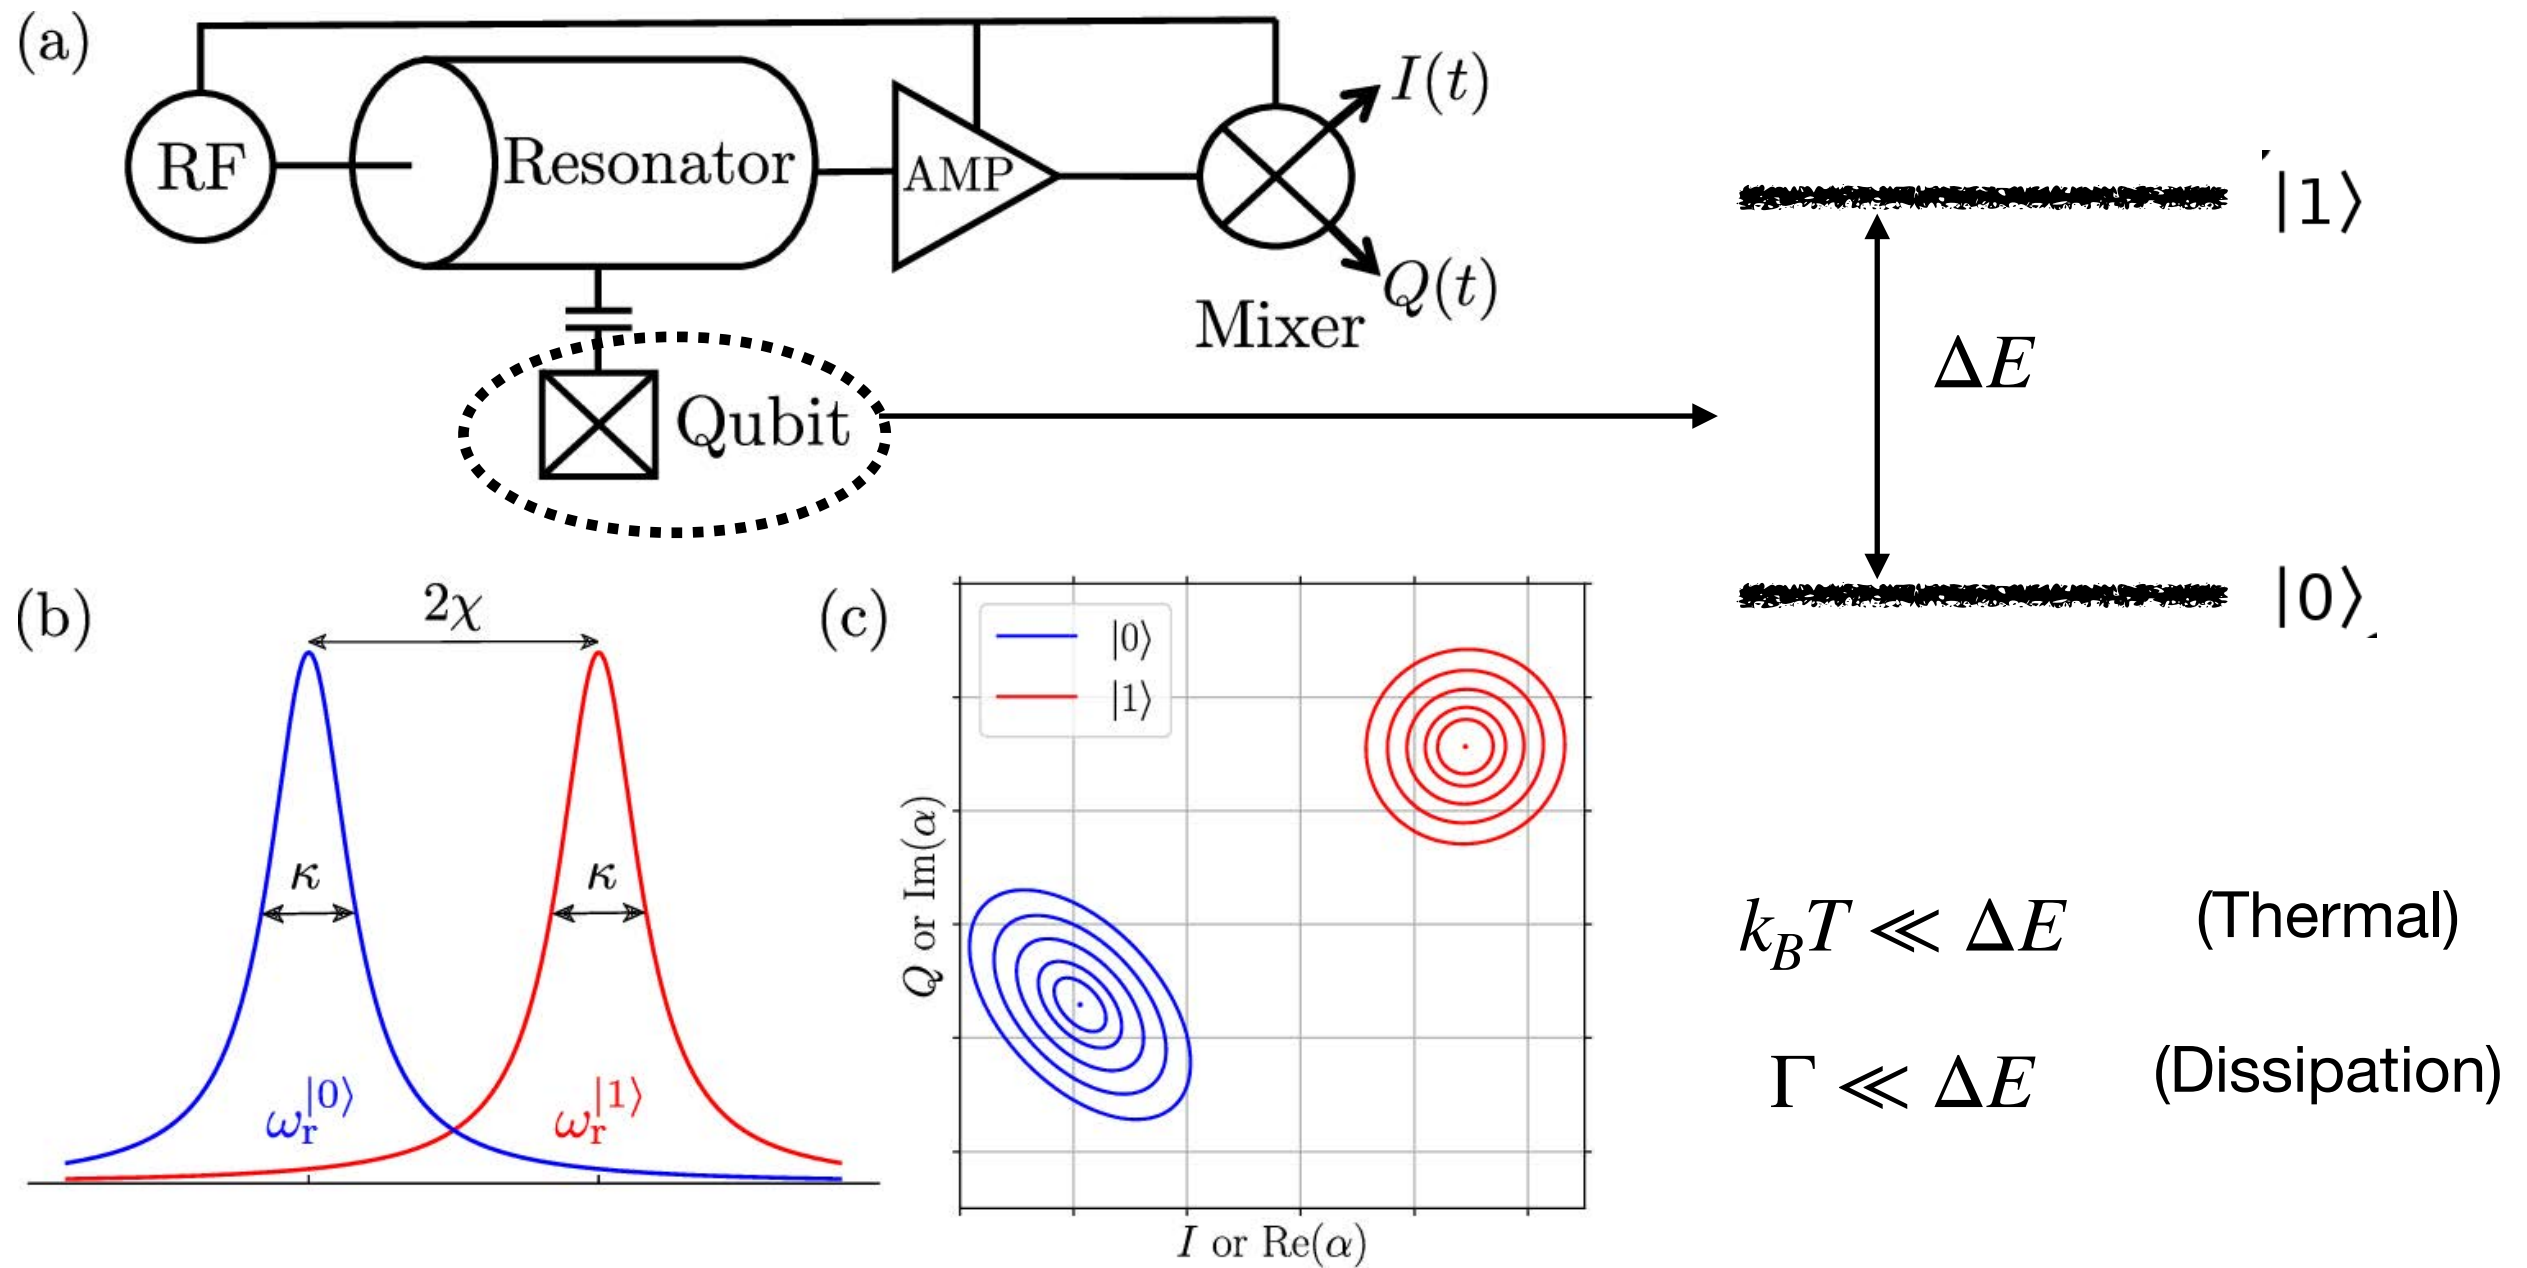 (a)
RF
Resonator
AMP
I(t)
Q(t)
Mixer
Qubit
|1⟩
ΔE
|0⟩
(b)
2χ
κ
κ
ω_r^{|0⟩}
ω_r^{|1⟩}
(c)
|0⟩
|1⟩
Q or Im(α)
I or Re(α)
k_B T ≪ ΔE (Thermal)
Γ ≪ ΔE (Dissipation)